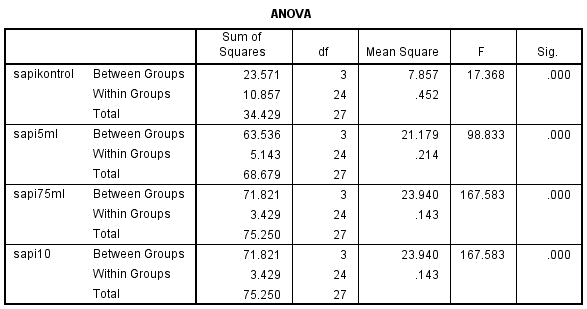 ANOVA
Sum of Squares df Mean Square F Sig.
sapikontrol Between Groups 23.571 3 7.857 17.368 .000
Within Groups 10.857 24 .452
Total 34.429 27
sapi5ml Between Groups 63.536 3 21.179 98.833 .000
Within Groups 5.143 24 .214
Total 68.679 27
sapi75ml Between Groups 71.821 3 23.940 167.583 .000
Within Groups 3.429 24 .143
Total 75.250 27
sapi10 Between Groups 71.821 3 23.940 167.583 .000
Within Groups 3.429 24 .143
Total 75.250 27